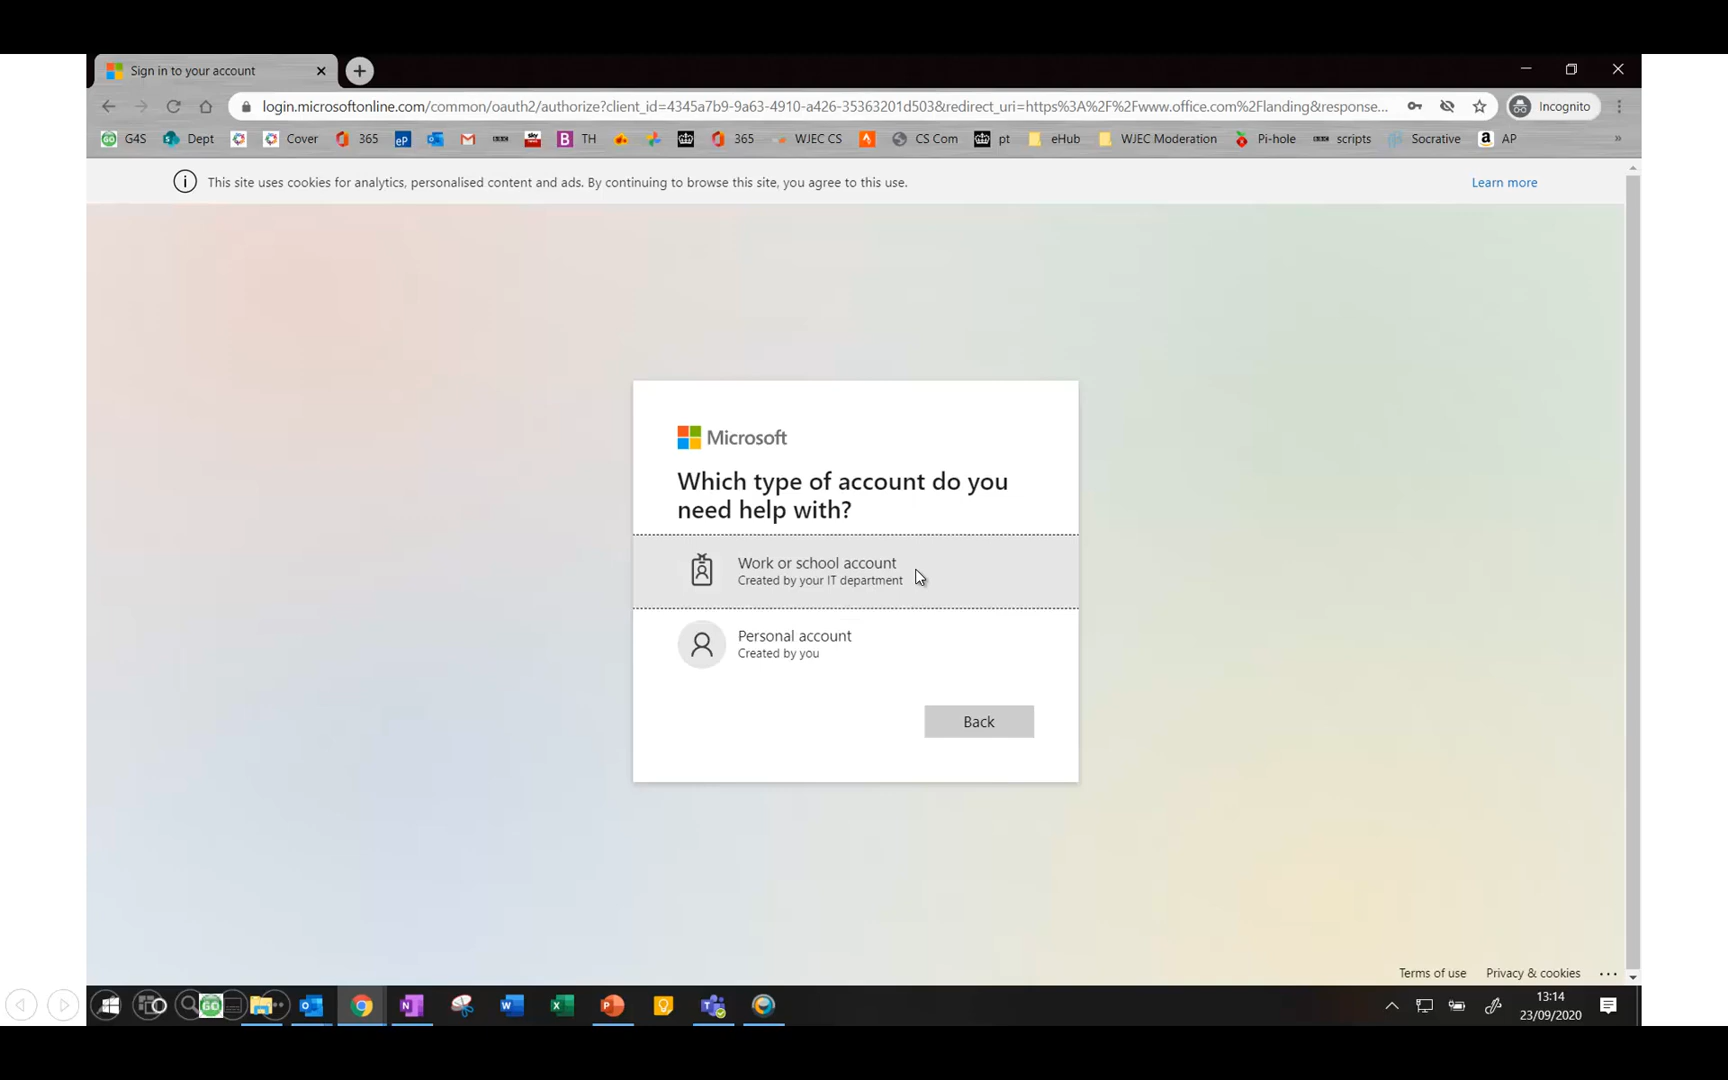 Sign in to your account
login.microsoftonline.com/common/oauth2/authorize?client_id=4345a7b9-9a63-4910-a426-35363201d503&redirect_uri=https%3A%2F%2Fwww.office.com%2Flanding&response...
Incognito
G4S Dept Cover 365 eP sky TH 365 WJEC CS CS Com pt eHub WJEC Moderation Pi-hole scripts Socrative a AP »
This site uses cookies for analytics, personalised content and ads. By continuing to browse this site, you agree to this use.
Learn more
Microsoft
Which type of account do you
need help with?
Work or school account
Created by your IT department
Personal account
Created by you
Back
Terms of use Privacy & cookies ...
GO N W X P T
13:14
23/09/2020